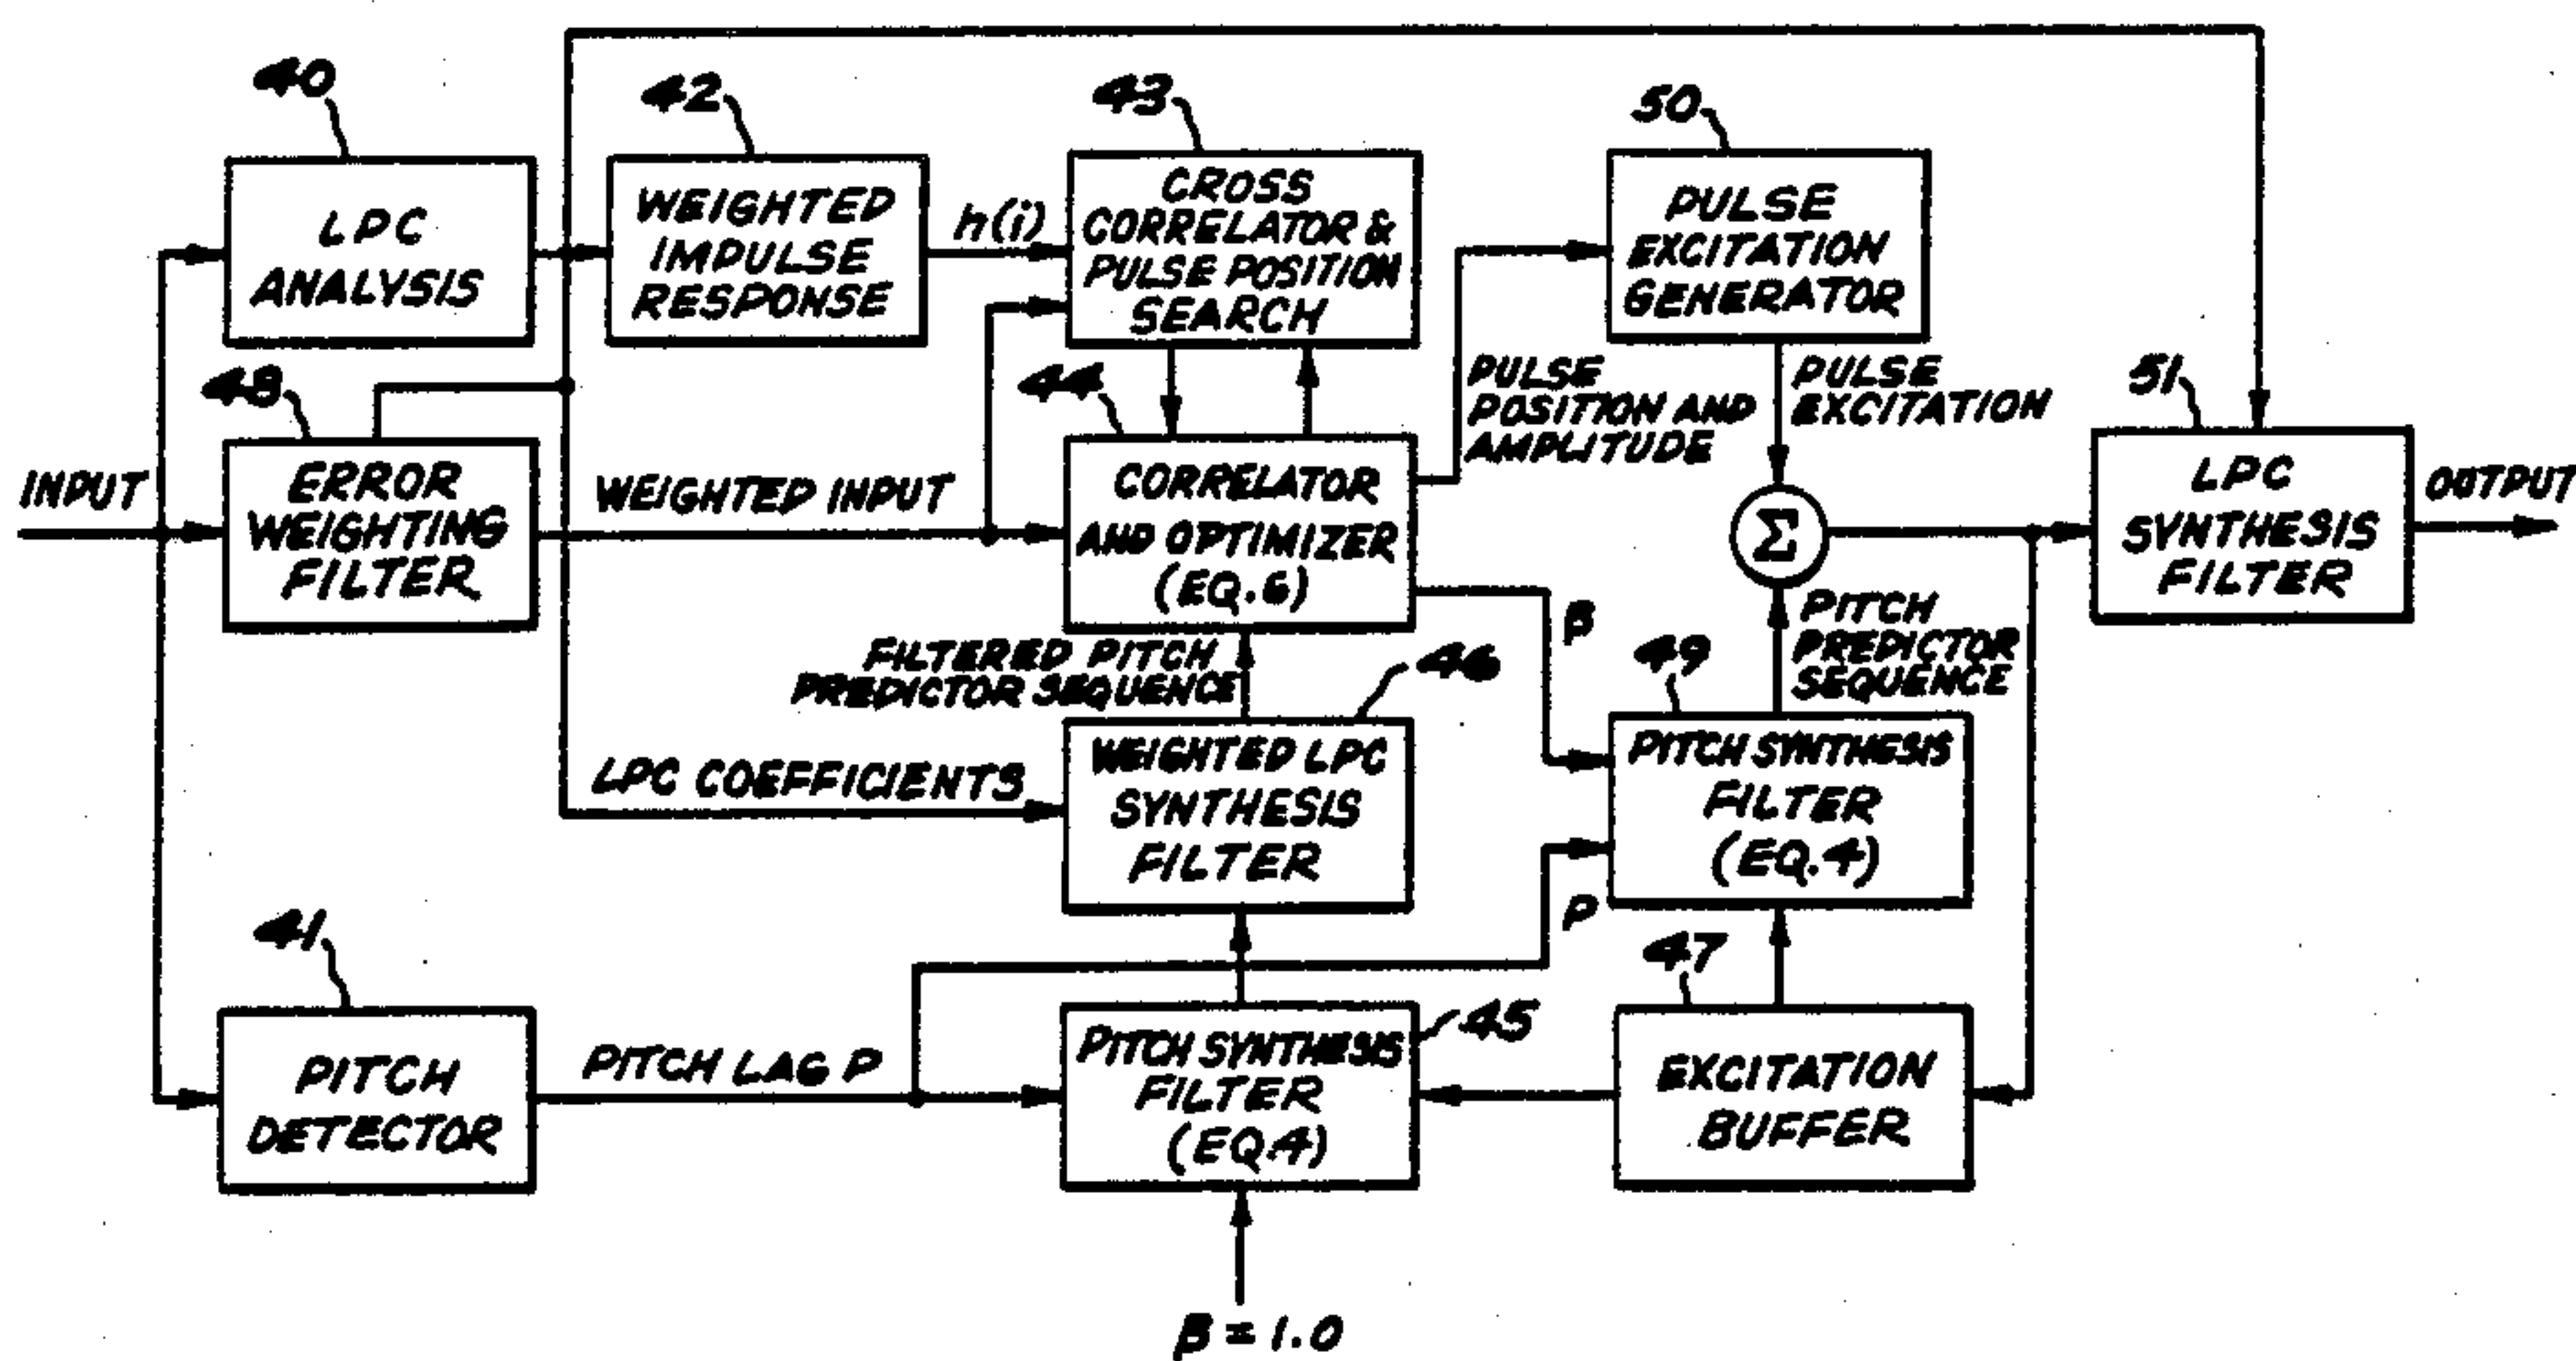 40
LPC
ANALYSIS
42
WEIGHTED
IMPULSE
RESPONSE
h(i)
43
CROSS
CORRELATOR &
PULSE POSITION
SEARCH
50
PULSE
EXCITATION
GENERATOR
48
ERROR
WEIGHTING
FILTER
INPUT
WEIGHTED INPUT
44
CORRELATOR
AND OPTIMIZER
(EQ.6)
PULSE
POSITION AND
AMPLITUDE
PULSE
EXCITATION
Σ
51
LPC
SYNTHESIS
FILTER
OUTPUT
FILTERED PITCH
PREDICTOR SEQUENCE
β
PITCH
PREDICTOR
SEQUENCE
46
WEIGHTED LPC
SYNTHESIS
FILTER
LPC COEFFICIENTS
49
PITCH SYNTHESIS
FILTER
(EQ.4)
P
41
PITCH
DETECTOR
PITCH LAG P
45
PITCH SYNTHESIS
FILTER
(EQ.4)
47
EXCITATION
BUFFER
β = 1.0